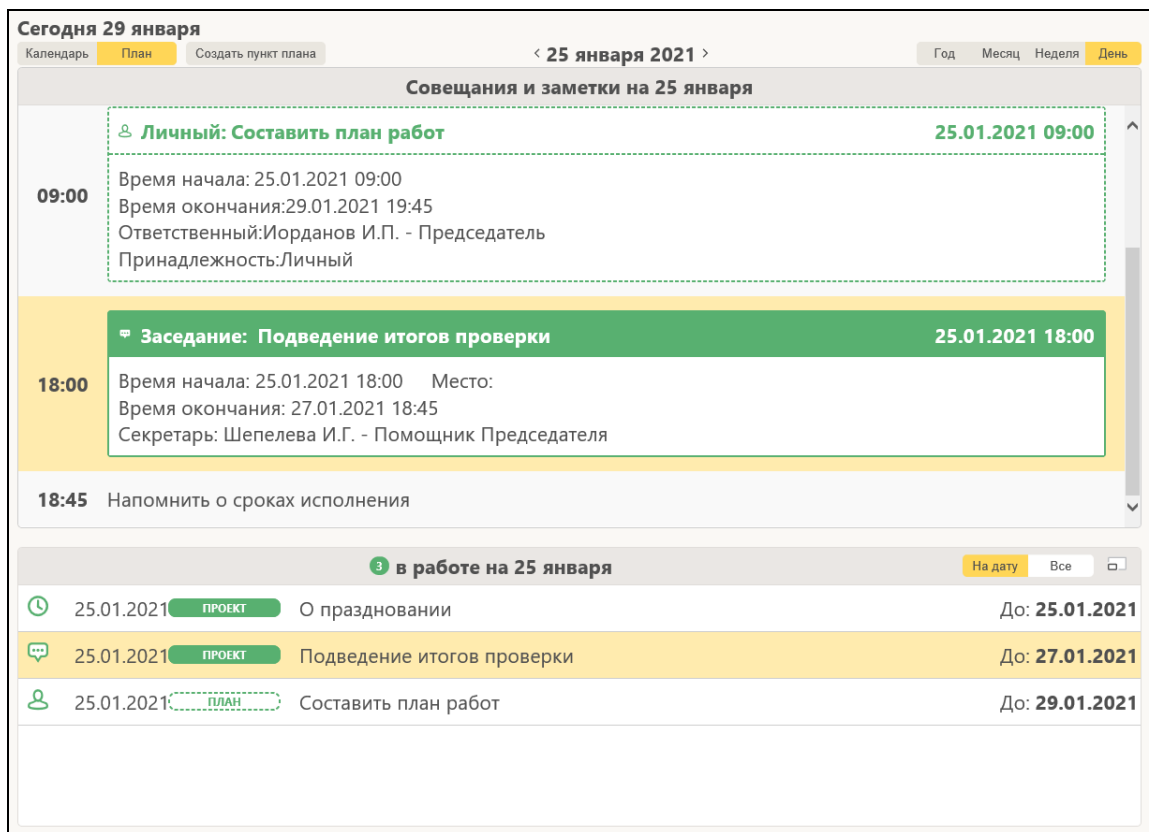 Сегодня 29 января
Календарь План Создать пункт плана < 25 января 2021 > Год Месяц Неделя День
Совещания и заметки на 25 января
Личный: Составить план работ 25.01.2021 09:00
09:00
Время начала: 25.01.2021 09:00
Время окончания:29.01.2021 19:45
Ответственный:Иорданов И.П. - Председатель
Принадлежность:Личный
Заседание: Подведение итогов проверки 25.01.2021 18:00
18:00
Время начала: 25.01.2021 18:00 Место:
Время окончания: 27.01.2021 18:45
Секретарь: Шепелева И.Г. - Помощник Председателя
18:45 Напомнить о сроках исполнения
3 в работе на 25 января На дату Все
25.01.2021 ПРОЕКТ О праздновании До: 25.01.2021
25.01.2021 ПРОЕКТ Подведение итогов проверки До: 27.01.2021
25.01.2021 ПЛАН Составить план работ До: 29.01.2021